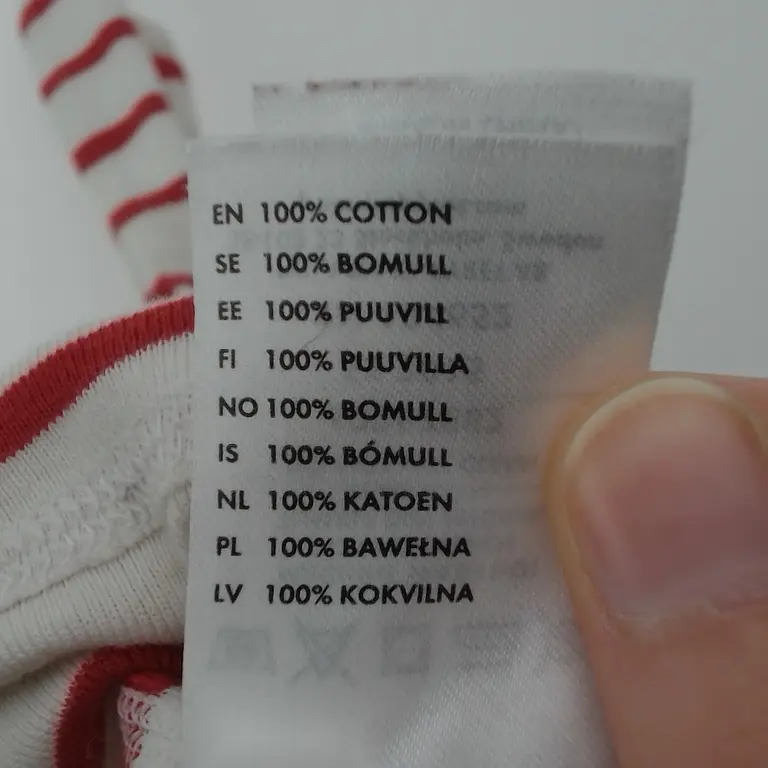 EN 100% COTTON
SE 100% BOMULL
EE 100% PUUVILL
FI 100% PUUVILLA
NO 100% BOMULL
IS 100% BÓMULL
NL 100% KATOEN
PL 100% BAWEŁNA
LV 100% KOKVILNA